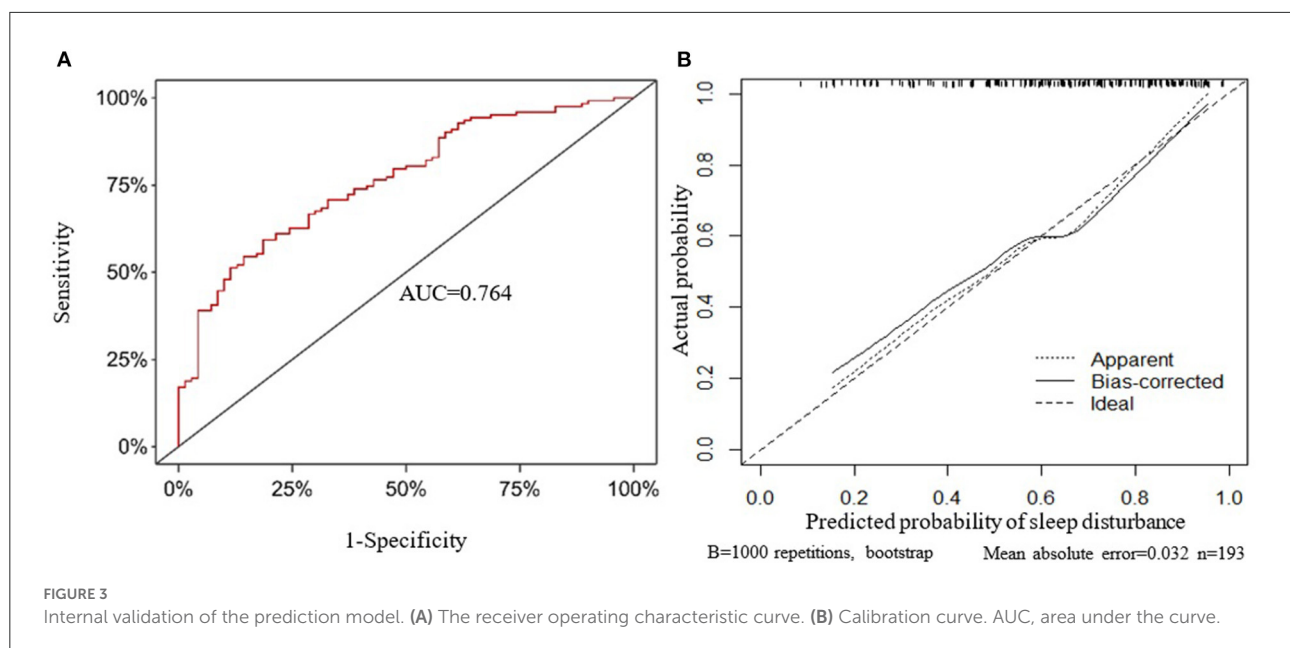 A
100%
75%
50%
25%
0%
Sensitivity
AUC=0.764
0% 25% 50% 75% 100%
1-Specificity
B
1.0
0.8
0.6
0.4
0.2
0.0
Actual probability
Apparent
Bias-corrected
Ideal
0.0 0.2 0.4 0.6 0.8 1.0
Predicted probability of sleep disturbance
B=1000 repetitions, bootstrap Mean absolute error=0.032 n=193
FIGURE 3
Internal validation of the prediction model. (A) The receiver operating characteristic curve. (B) Calibration curve. AUC, area under the curve.